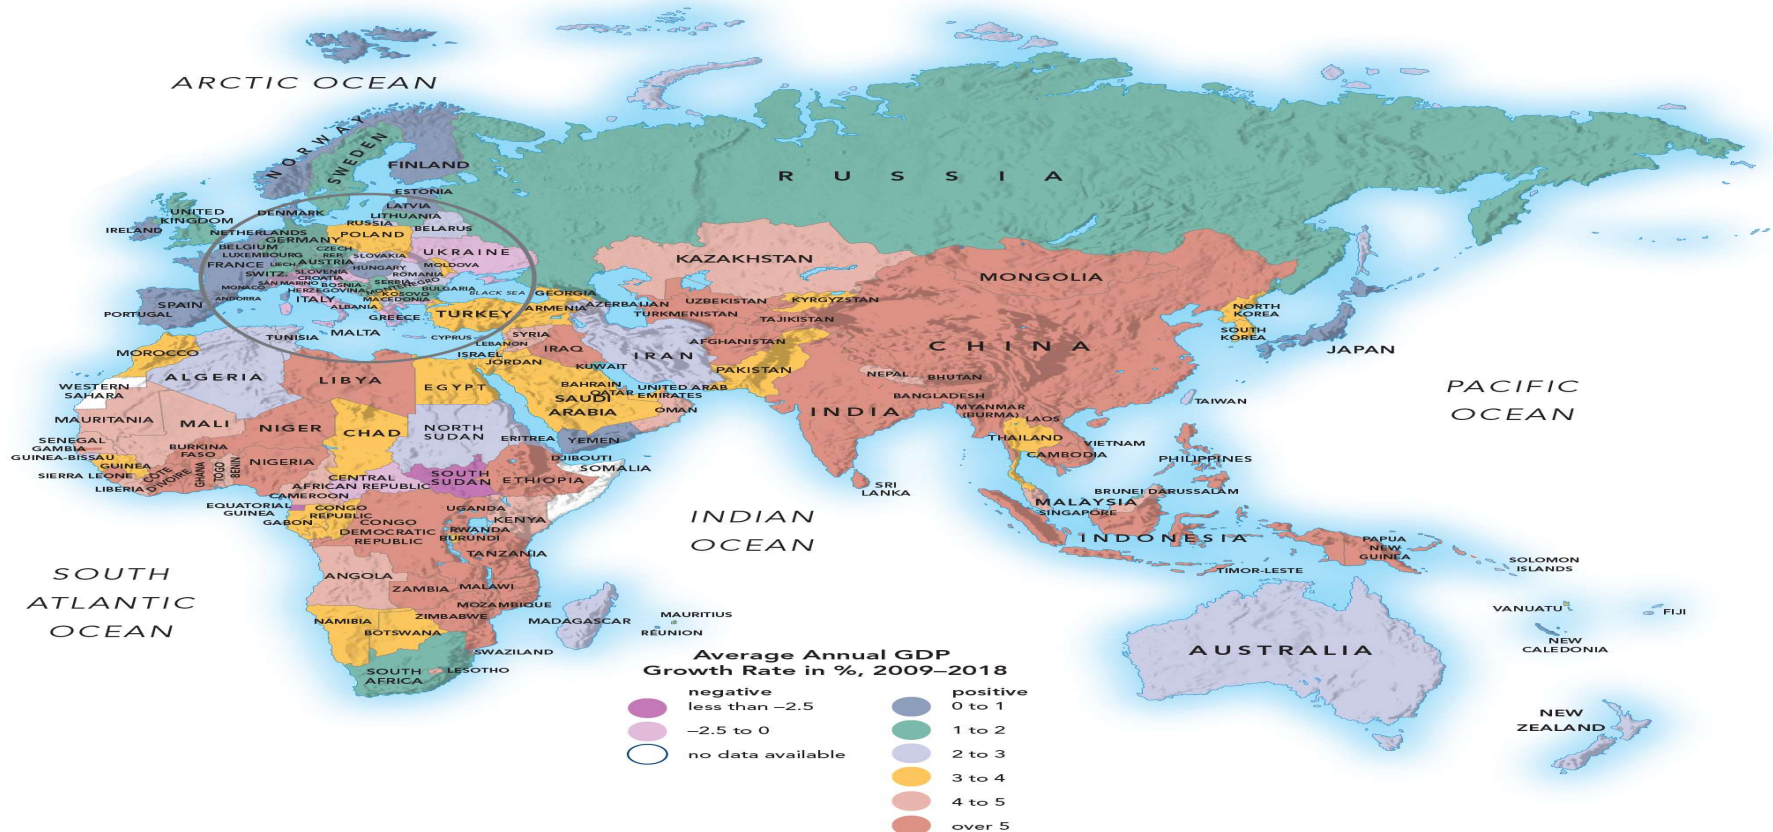 ARCTIC OCEAN
NORWAY
SWEDEN
FINLAND
RUSSIA
ESTONIA
LATVIA
LITHUANIA
DENMARK
UNITED
KINGDOM
IRELAND
RUSSIA
BELARUS
NETHERLANDS
GERMANY
POLAND
BELGIUM
LUXEMBOURG
CZECH
REP.
SLOVAKIA
UKRAINE
FRANCE
LIECH.
AUSTRIA
HUNGARY
MOLDOVA
SWITZ.
SLOVENIA
CROATIA
ROMANIA
SAN MARINO
BOSNIA
HERZEGOVINA
SERBIA
MONTENEGRO
MONACO
KOSOVO
BULGARIA
BLACK SEA
ANDORRA
ITALY
MACEDONIA
ALBANIA
SPAIN
PORTUGAL
GREECE
TURKEY
GEORGIA
ARMENIA
AZERBAIJAN
MALTA
TUNISIA
CYPRUS
SYRIA
LEBANON
ISRAEL
JORDAN
IRAQ
IRAN
KUWAIT
KAZAKHSTAN
UZBEKISTAN
KYRGYZSTAN
TURKMENISTAN
TAJIKISTAN
AFGHANISTAN
PAKISTAN
MONGOLIA
CHINA
NORTH
KOREA
SOUTH
KOREA
JAPAN
PACIFIC
OCEAN
MOROCCO
ALGERIA
LIBYA
EGYPT
WESTERN
SAHARA
BAHRAIN
QATAR
UNITED ARAB
EMIRATES
SAUDI
ARABIA
OMAN
YEMEN
NEPAL
BHUTAN
BANGLADESH
INDIA
MYANMAR
(BURMA)
LAOS
THAILAND
VIETNAM
CAMBODIA
TAIWAN
PHILIPPINES
SRI
LANKA
MAURITANIA
MALI
NIGER
CHAD
NORTH
SUDAN
ERITREA
SENEGAL
GAMBIA
GUINEA-BISSAU
GUINEA
SIERRA LEONE
LIBERIA
BURKINA
FASO
COTE
D'IVOIRE
GHANA
TOGO
BENIN
NIGERIA
DJIBOUTI
SOMALIA
CENTRAL
AFRICAN REPUBLIC
SOUTH
SUDAN
ETHIOPIA
CAMEROON
EQUATORIAL
GUINEA
GABON
CONGO
REPUBLIC
CONGO
DEMOCRATIC
REPUBLIC
UGANDA
KENYA
RWANDA
BURUNDI
TANZANIA
INDIAN
OCEAN
BRUNEI DARUSSALAM
MALAYSIA
SINGAPORE
INDONESIA
PAPUA
NEW
GUINEA
TIMOR-LESTE
SOLOMON
ISLANDS
SOUTH
ATLANTIC
OCEAN
ANGOLA
ZAMBIA
MALAWI
MOZAMBIQUE
ZIMBABWE
NAMIBIA
BOTSWANA
MADAGASCAR
MAURITIUS
RÉUNION
SWAZILAND
LESOTHO
SOUTH
AFRICA
VANUATU
FIJI
NEW
CALEDONIA
AUSTRALIA
NEW
ZEALAND
Average Annual GDP
Growth Rate in %, 2009–2018
negative
less than –2.5
–2.5 to 0
no data available
positive
0 to 1
1 to 2
2 to 3
3 to 4
4 to 5
over 5